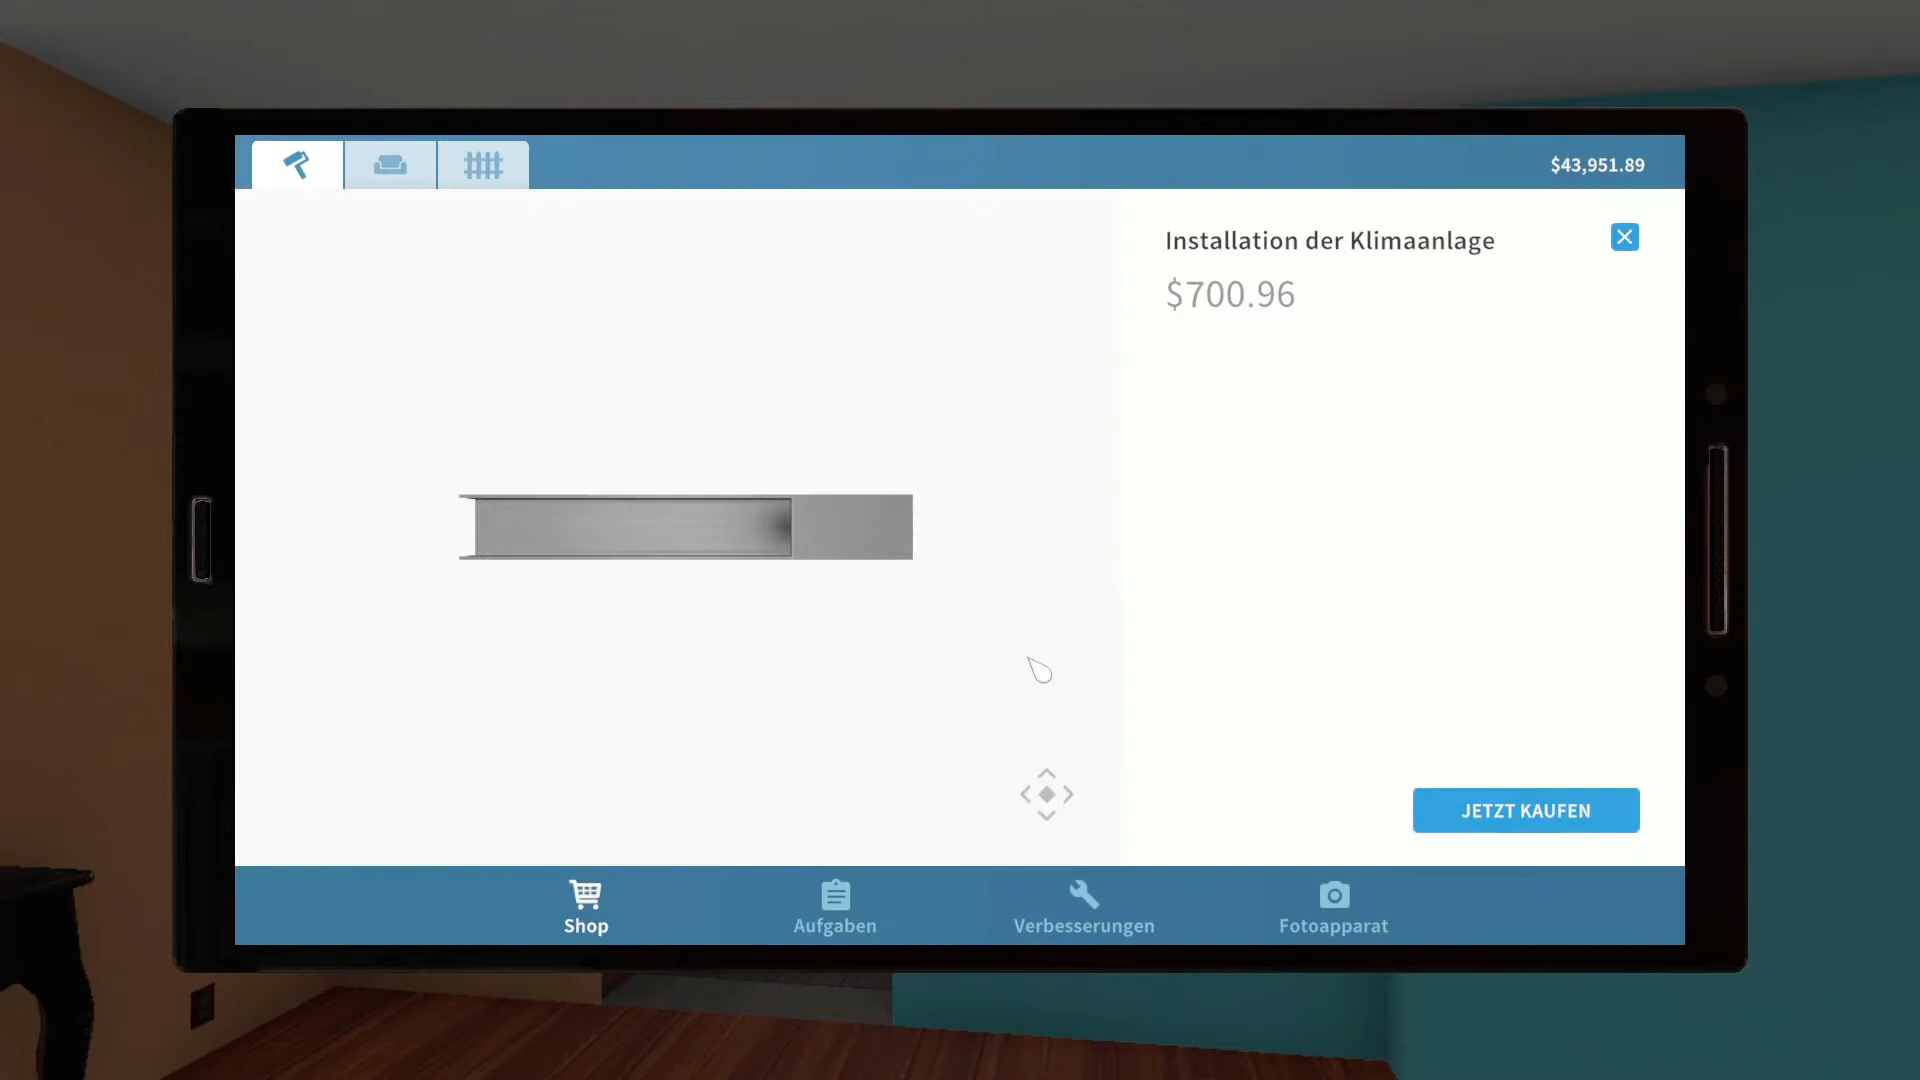 $43,951.89
Installation der Klimaanlage
$700.96
JETZT KAUFEN
Shop
Aufgaben
Verbesserungen
Fotoapparat